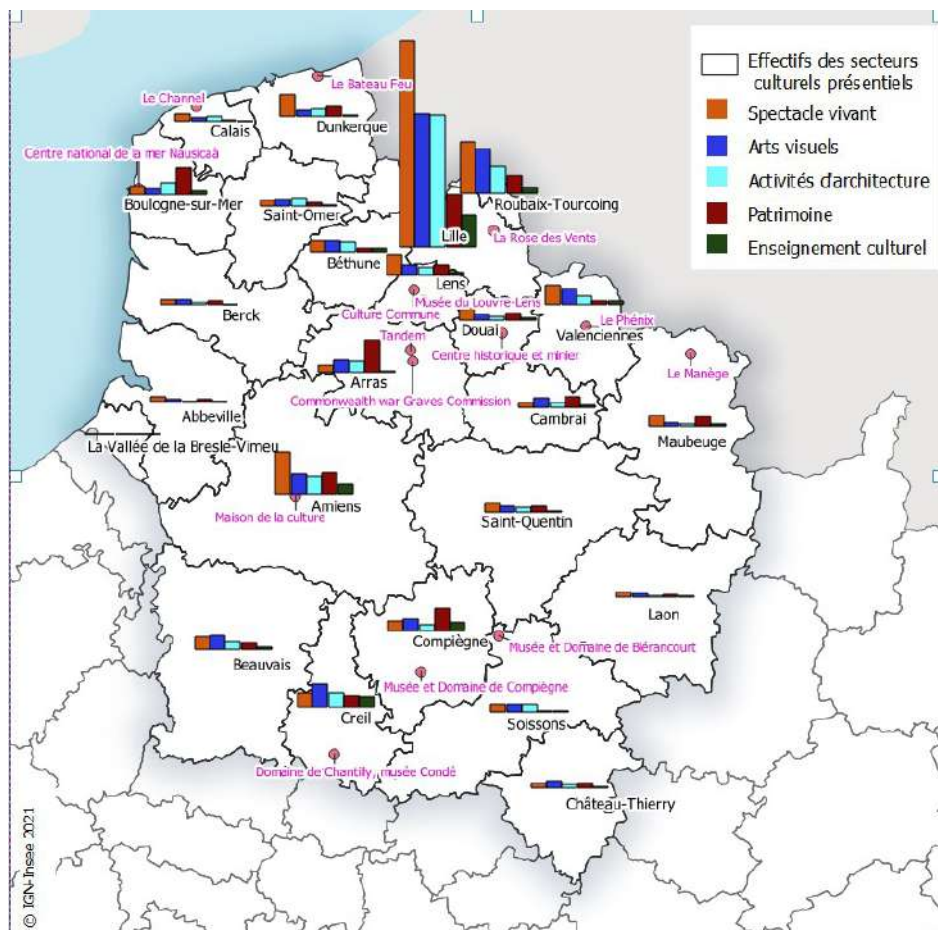 Effectifs des secteurs
culturels présentiels
Spectacle vivant
Arts visuels
Activités d'architecture
Patrimoine
Enseignement culturel
Le Bateau Feu
Le Channel
Dunkerque
Calais
Centre national de la mer Nausicaá
Boulogne-sur-Mer
Saint-Omer
Roubaix-Tourcoing
Lille
La Rose des Vents
Béthune
Lens
Berck
Musée du Louvre-Lens
Culture Commune
Douai
Le Phénix
Valenciennes
Tandem
Centre historique et minier
Arras
Le Manège
Commonwealth war Graves Commission
Abbeville
Cambrai
Maubeuge
La Vallée de la Bresle-Vimeu
Amiens
Maison de la culture
Saint-Quentin
Laon
Compiègne
Musée et Domaine de Blérancourt
Beauvais
Musée et Domaine de Compiègne
Creil
Soissons
Domaine de Chantily, musée Condè
Château-Thierry
© IGN-Insee 2021